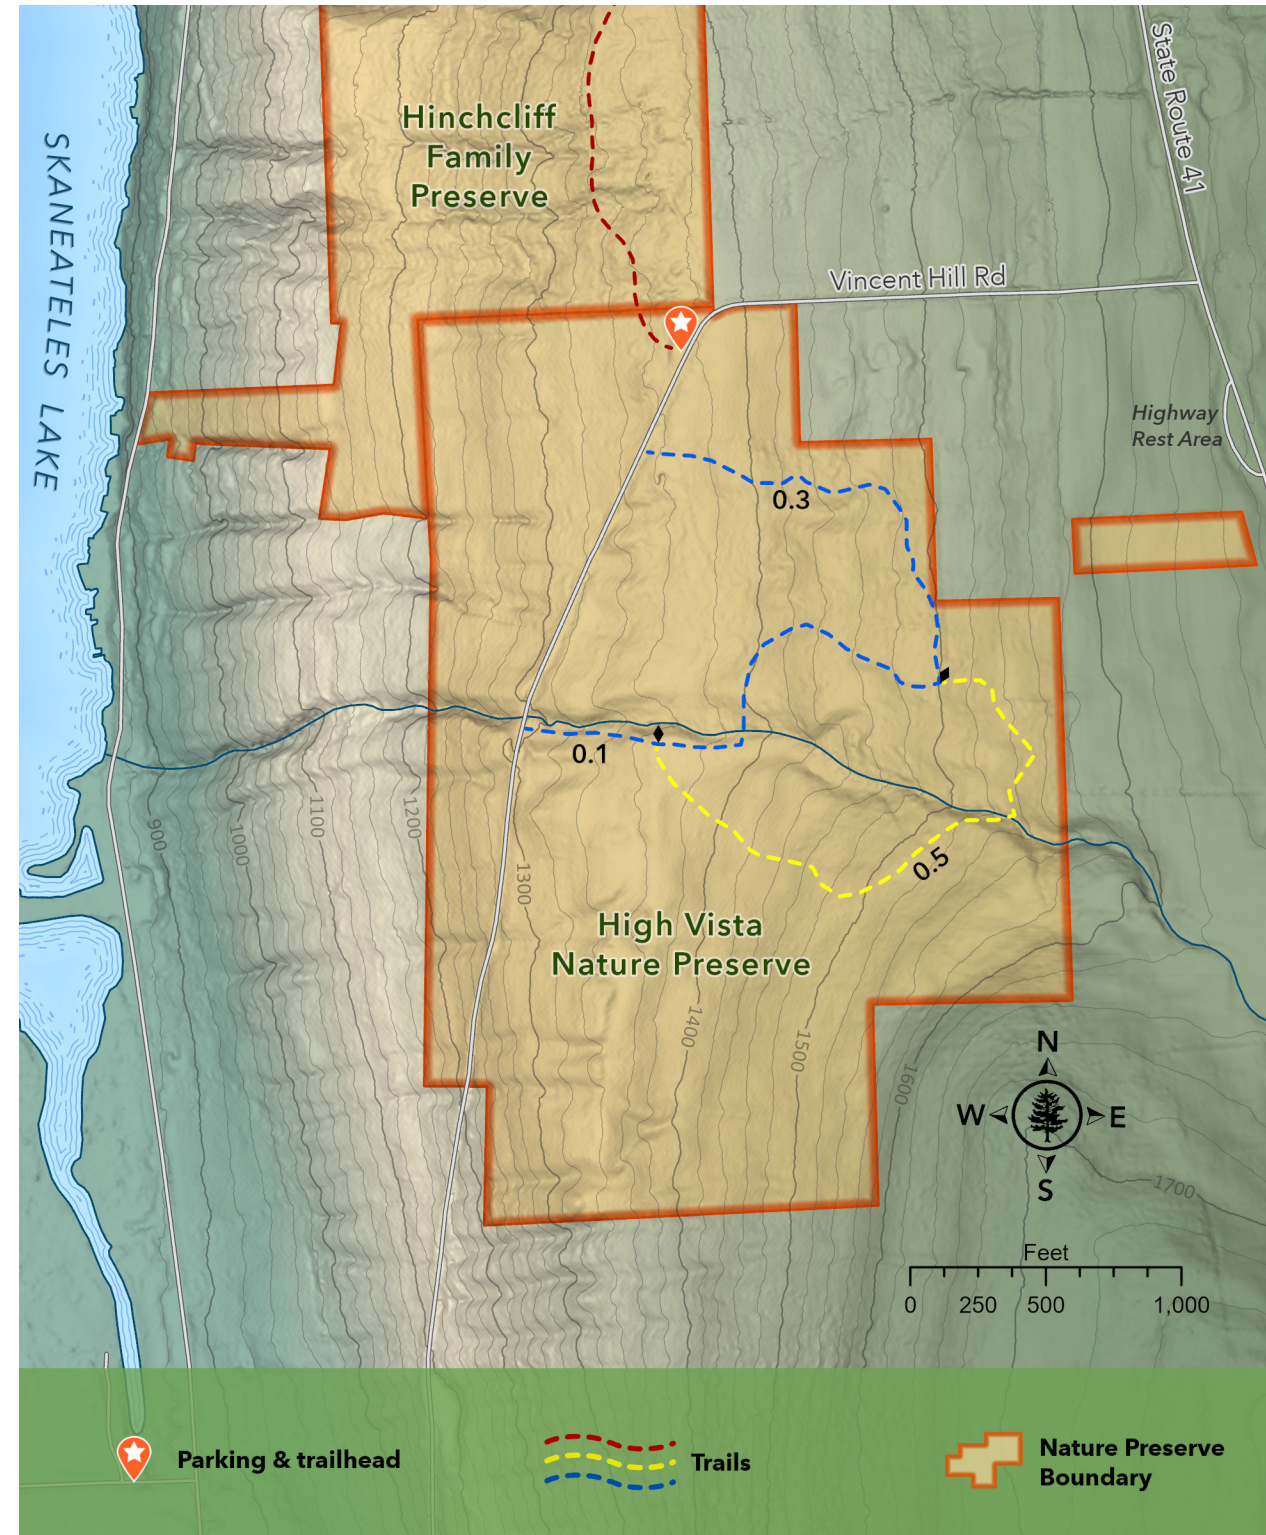 State Route 41
Hinchcliff
Family
Preserve
SKANEATELES LAKE
Vincent Hill Rd
Highway
Rest Area
0.3
0.1
900
1000
1100
1200
1300
0.5
High Vista
Nature Preserve
1400
1500
1600
1700
N
W
E
S
Feet
0 250 500 1,000
Parking & trailhead
Trails
Nature Preserve
Boundary